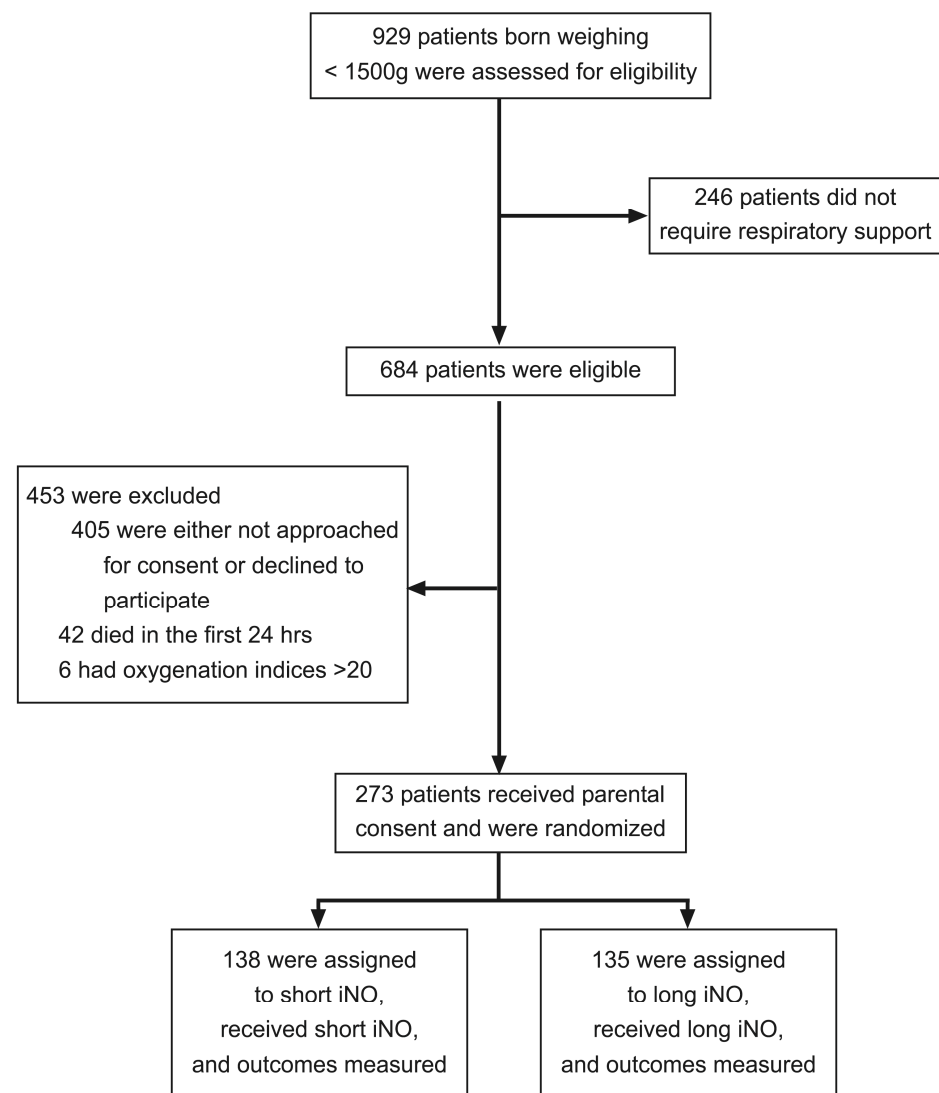 929 patients born weighing
< 1500g were assessed for eligibility
246 patients did not
require respiratory support
684 patients were eligible
453 were excluded
405 were either not approached
for consent or declined to
participate
42 died in the first 24 hrs
6 had oxygenation indices >20
273 patients received parental
consent and were randomized
138 were assigned
to short iNO,
received short iNO,
and outcomes measured
135 were assigned
to long iNO,
received long iNO,
and outcomes measured